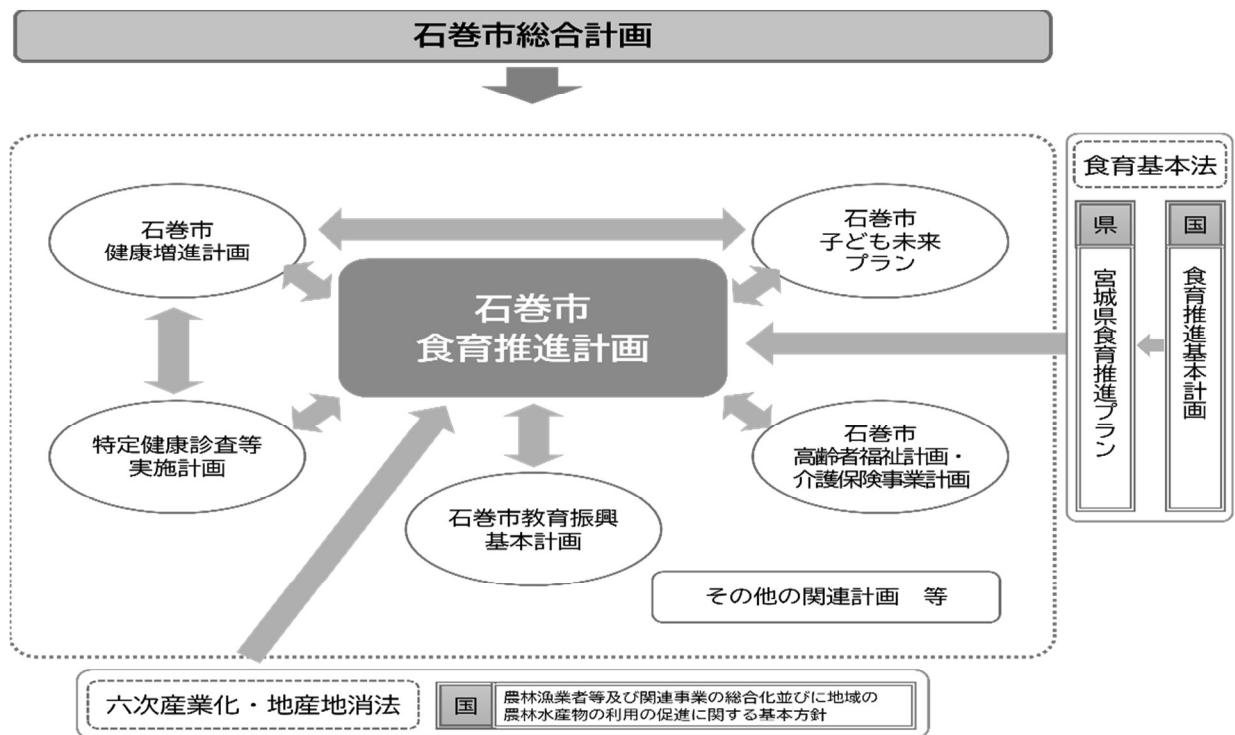 石巻市総合計画
石巻市
健康増進計画
石巻市
子ども未来
プラン
石巻市
食育推進計画
特定健康診査等
実施計画
石巻市
高齢者福祉計画・
介護保険事業計画
石巻市教育振興
基本計画
その他の関連計画　等
食育基本法
県
宮城県食育推進プラン
国
食育推進基本計画
六次産業化・地産地消法
国
農林漁業者等及び関連事業の総合化並びに地域の
農林水産物の利用の促進に関する基本方針